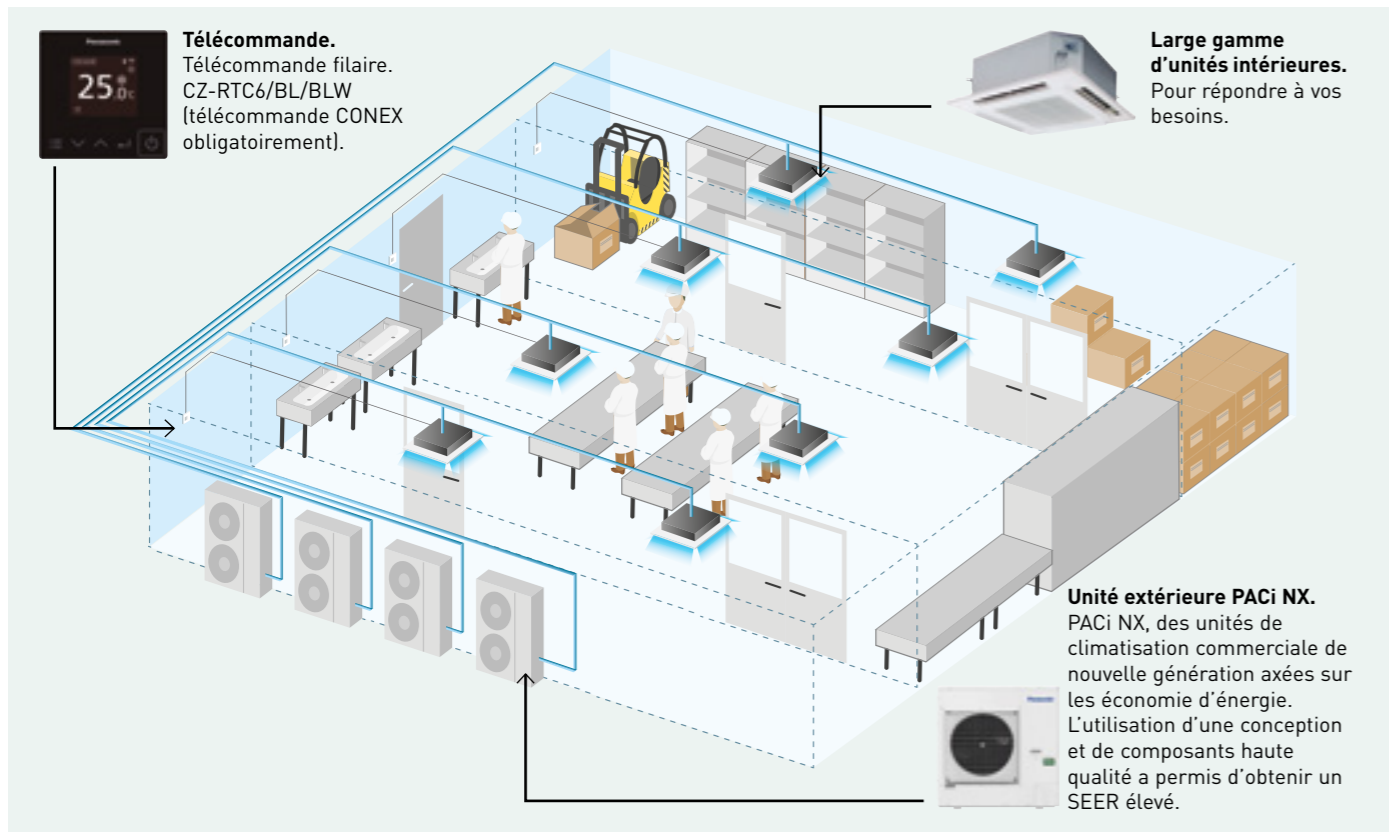 Télécommande.
Télécommande filaire.
CZ-RTC6/BL/BLW
(télécommande CONEX
obligatoirement).
Panasonic
25.0c
Large gamme
d'unités intérieures.
Pour répondre à vos
besoins.
Unité extérieure PACi NX.
PACi NX, des unités de
climatisation commerciale de
nouvelle génération axées sur
les économie d'énergie.
L'utilisation d'une conception
et de composants haute
qualité a permis d'obtenir un
SEER élevé.
Panasonic